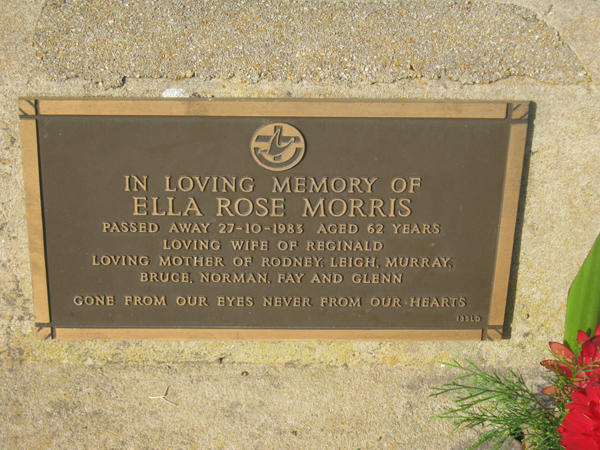 IN LOVING MEMORY OF
ELLA ROSE MORRIS
PASSED AWAY 27-10-1983 AGED 62 YEARS
LOVING WIFE OF REGINALD
LOVING MOTHER OF RODNEY, LEIGH, MURRAY,
BRUCE, NORMAN, FAY AND GLENN
GONE FROM OUR EYES NEVER FROM OUR HEARTS
135LD